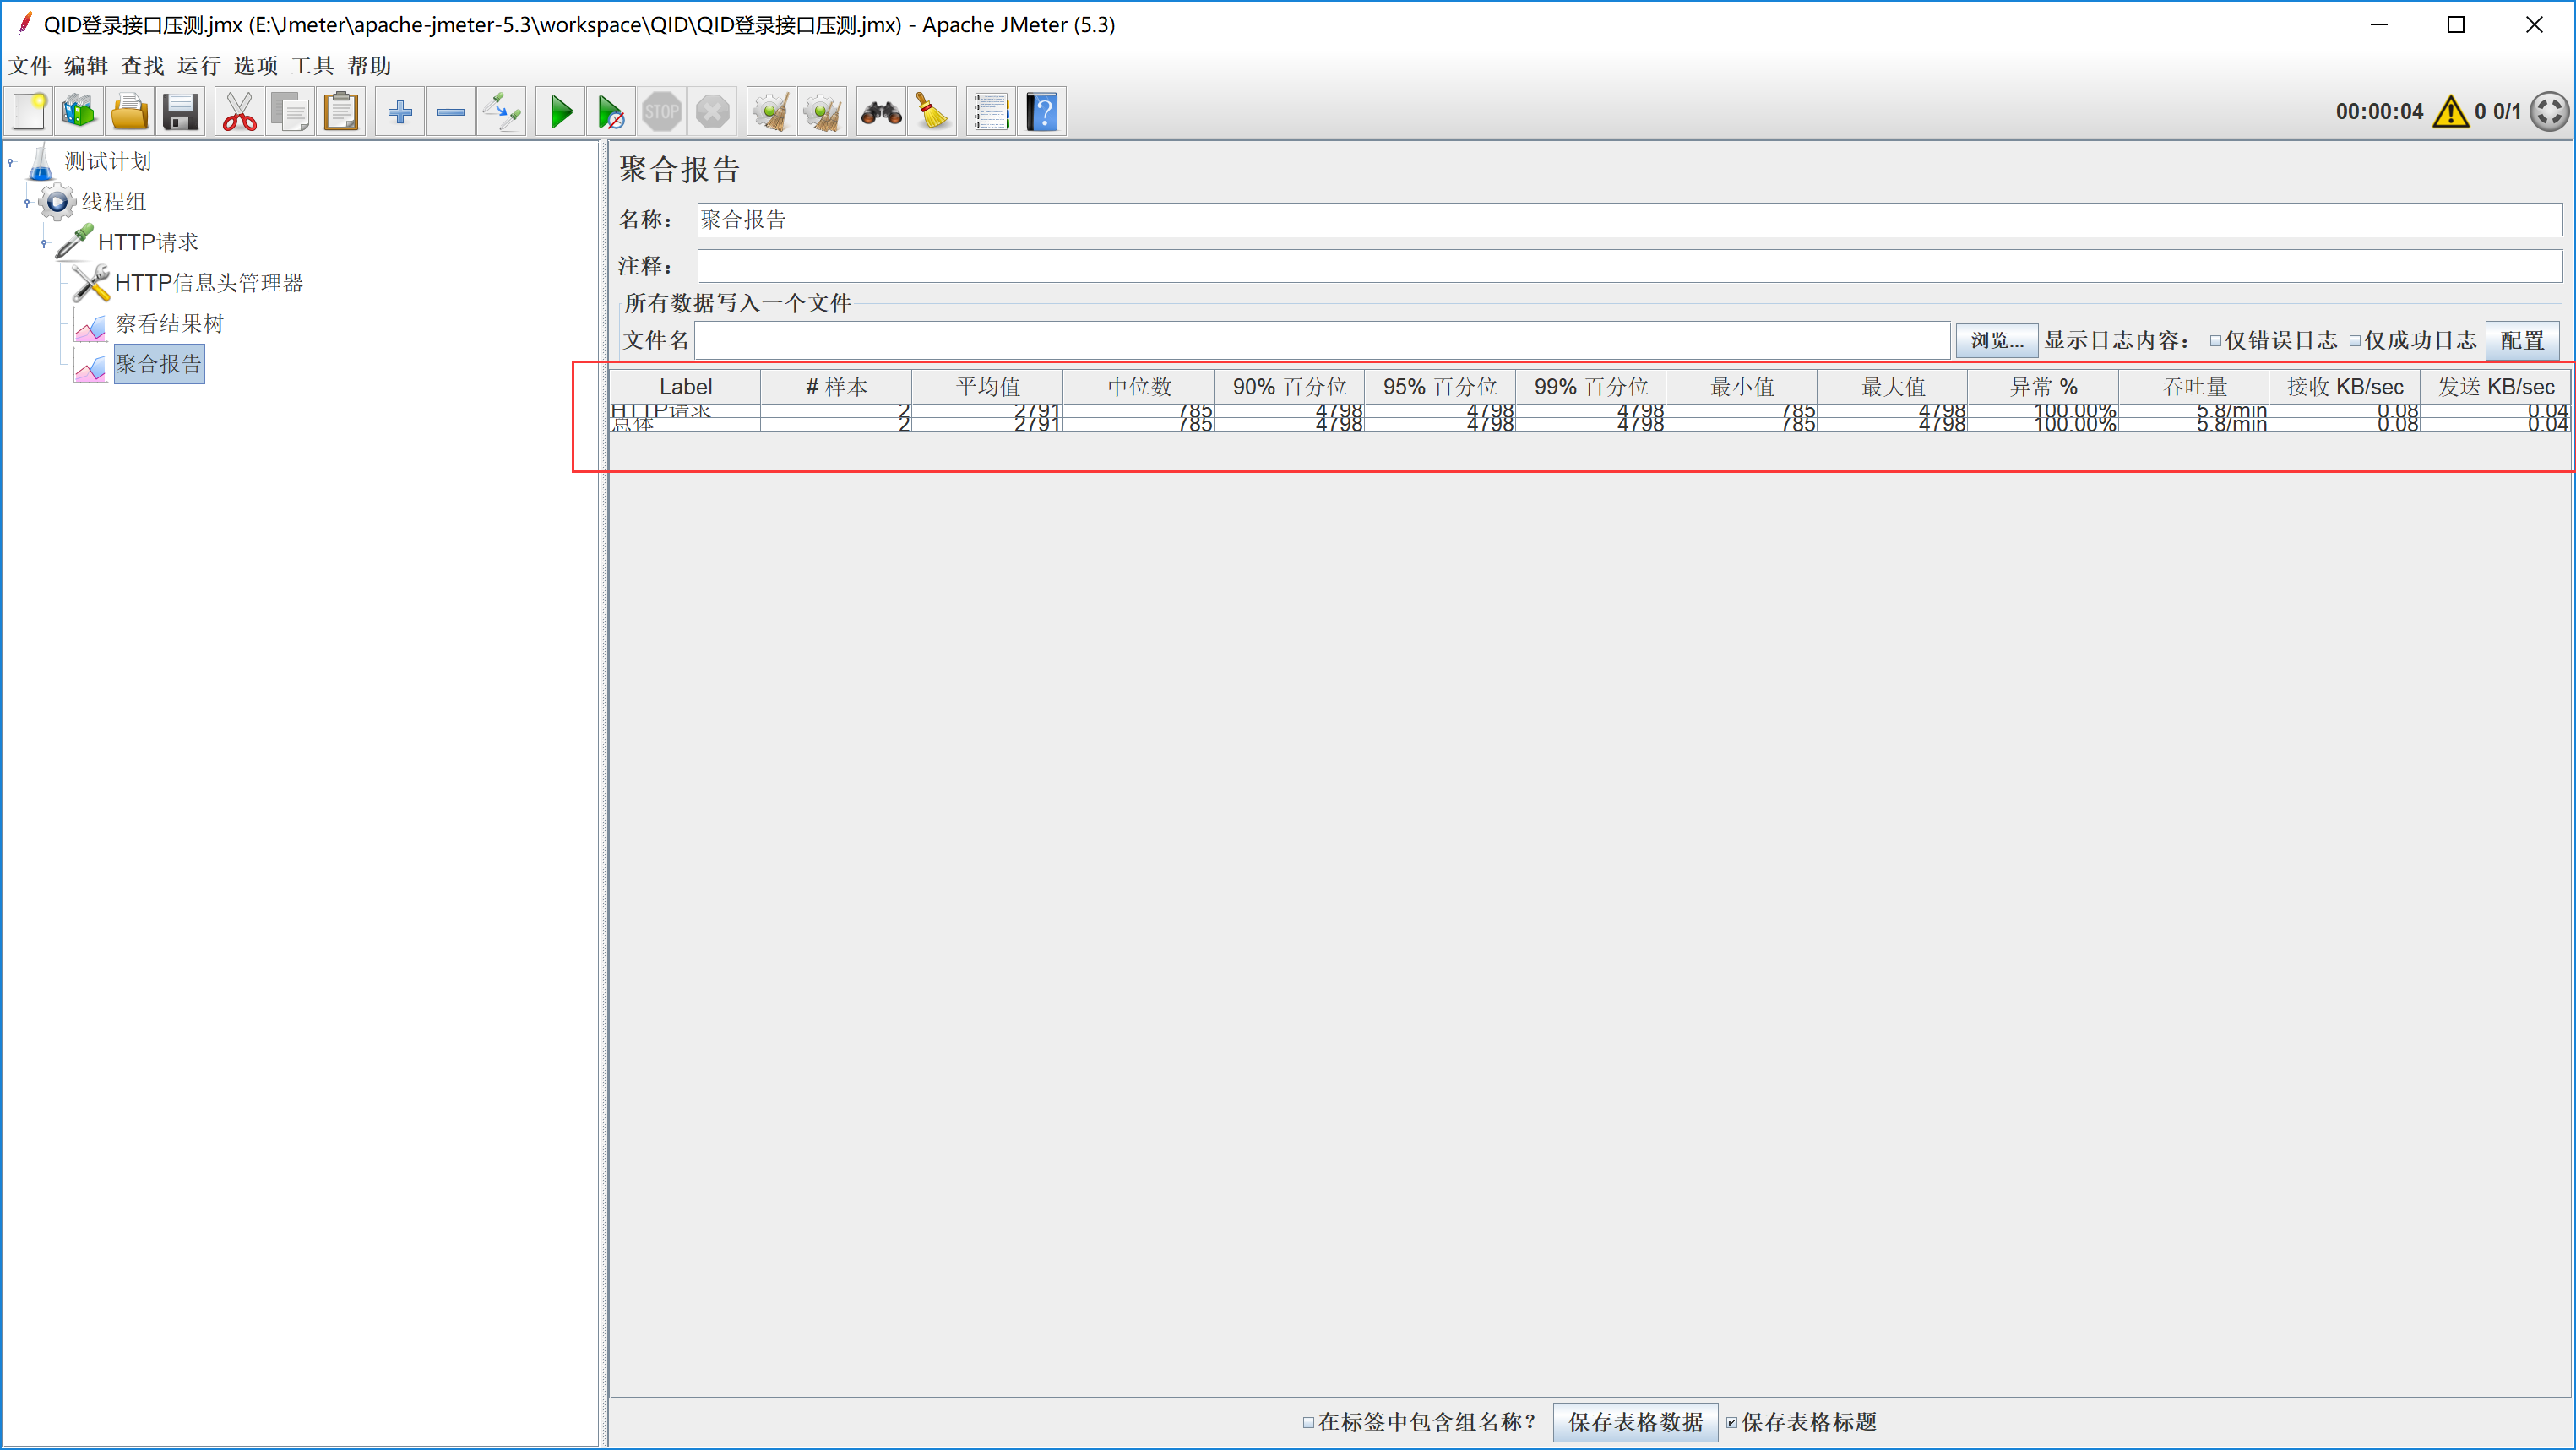 QID登录接口压测.jmx (E:\Jmeter\apache-jmeter-5.3\workspace\QID\QID登录接口压测.jmx) - Apache JMeter (5.3)
文件 编辑 查找 运行 选项 工具 帮助
STOP
00:00:04 0 0/1
测试计划
线程组
HTTP请求
HTTP信息头管理器
察看结果树
聚合报告
聚合报告
名称： 聚合报告
注释：
所有数据写入一个文件
文件名 浏览... 显示日志内容： 仅错误日志 仅成功日志 配置
Label # 样本 平均值 中位数 90% 百分位 95% 百分位 99% 百分位 最小值 最大值 异常 % 吞吐量 接收 KB/sec 发送 KB/sec
HTTP请求 2 2791 785 4798 4798 4798 785 4798 100.00% 5.8/min 0.08 0.04
总体 2 2791 785 4798 4798 4798 785 4798 100.00% 5.8/min 0.08 0.04
在标签中包含组名称？ 保存表格数据 保存表格标题